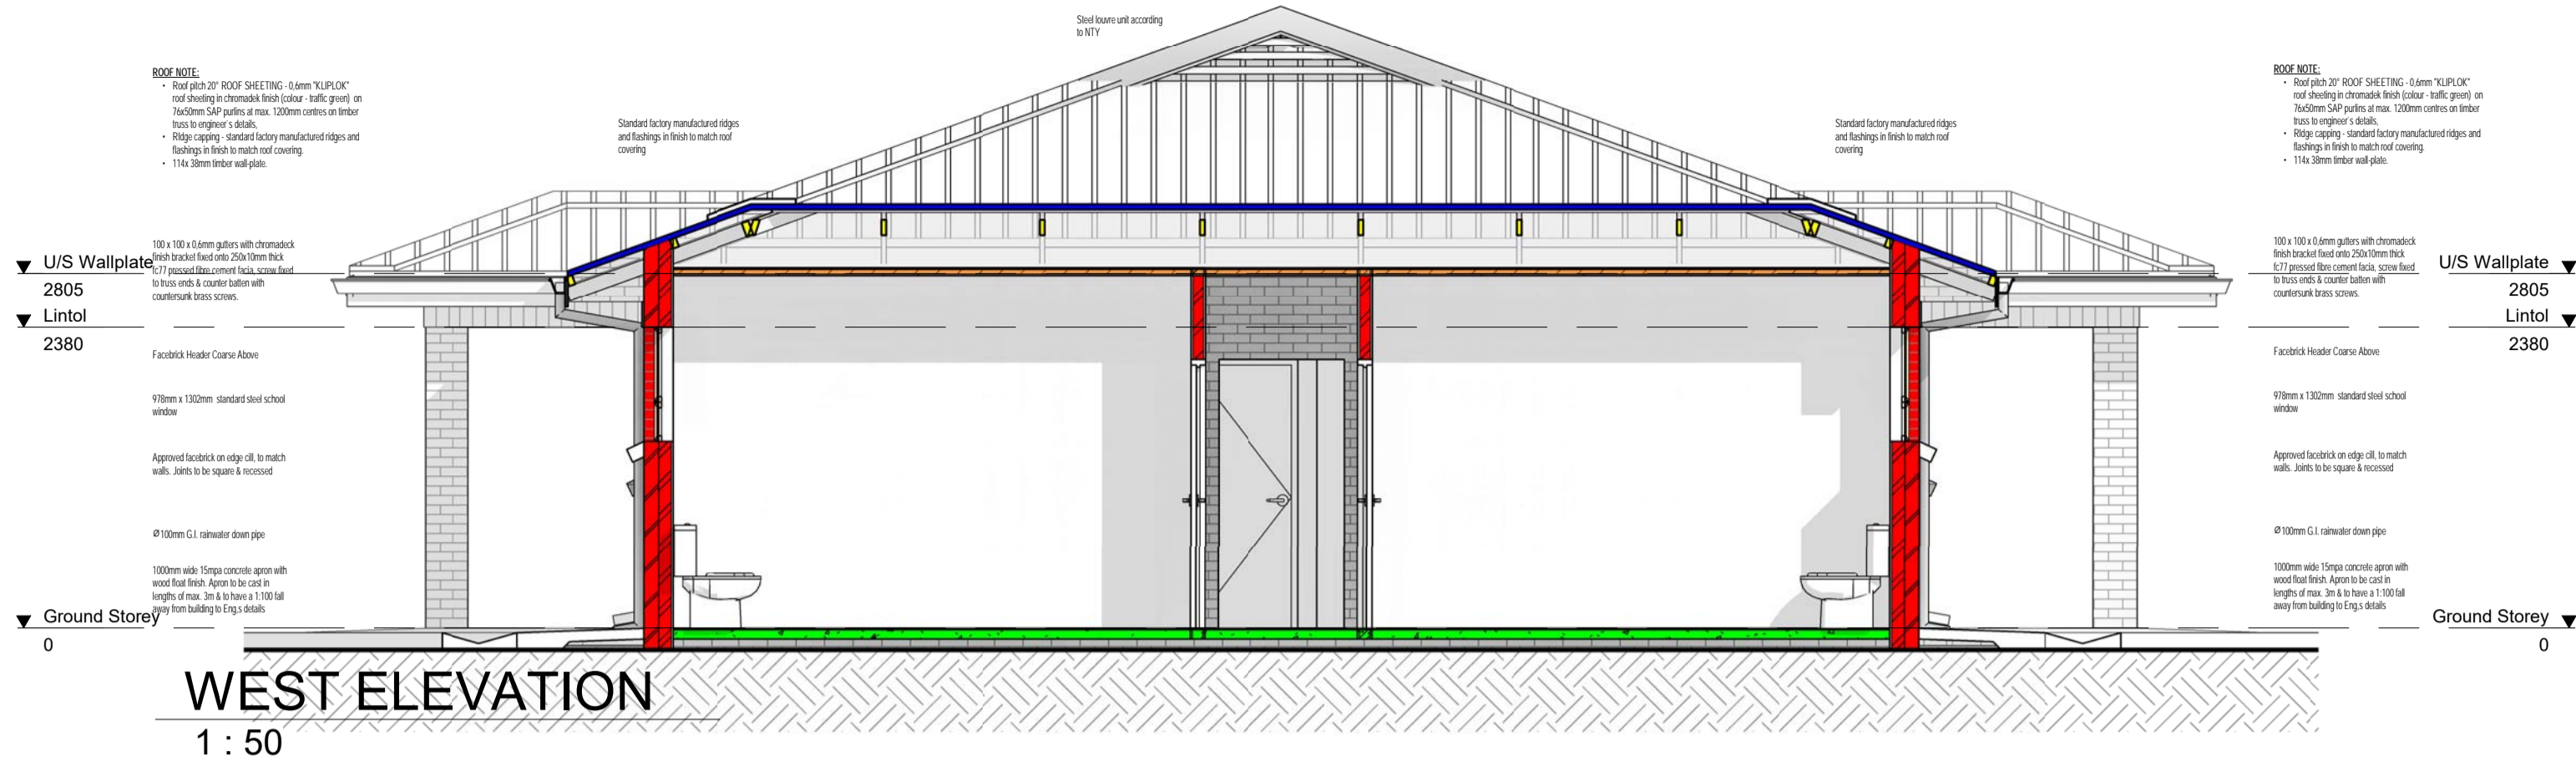 Steel louvre unit according
to NTY
ROOF NOTE:
• Roof pitch 20° ROOF SHEETING - 0,6mm "KLIPLOK"
roof sheeting in chromadek finish (colour - traffic green) on
76x50mm SAP purlins at max. 1200mm centres on timber
truss to engineer`s details,
• RIdge capping - standard factory manufactured ridges and
flashings in finish to match roof covering.
• 114x 38mm timber wall-plate.
Standard factory manufactured ridges
and flashings in finish to match roof
covering
100 x 100 x 0,6mm gutters with chromadeck
finish bracket fixed onto 250x10mm thick
fc77 pressed fibre cement facia, screw fixed
to truss ends & counter batten with
countersunk brass screws.
U/S Wallplate
2805
Lintol
2380
Facebrick Header Coarse Above
978mm x 1302mm standard steel school
window
Approved facebrick on edge cill, to match
walls. Joints to be square & recessed
Ø100mm G.I. rainwater down pipe
1000mm wide 15mpa concrete apron with
wood float finish. Apron to be cast in
lengths of max. 3m & to have a 1:100 fall
away from building to Eng,s details
Ground Storey
0
Standard factory manufactured ridges
and flashings in finish to match roof
covering
ROOF NOTE:
• Roof pitch 20° ROOF SHEETING - 0,6mm "KLIPLOK"
roof sheeting in chromadek finish (colour - traffic green) on
76x50mm SAP purlins at max. 1200mm centres on timber
truss to engineer`s details,
• RIdge capping - standard factory manufactured ridges and
flashings in finish to match roof covering.
• 114x 38mm timber wall-plate.
100 x 100 x 0,6mm gutters with chromadeck
finish bracket fixed onto 250x10mm thick
fc77 pressed fibre cement facia, screw fixed
to truss ends & counter batten with
countersunk brass screws.
U/S Wallplate
2805
Lintol
2380
Facebrick Header Coarse Above
978mm x 1302mm standard steel school
window
Approved facebrick on edge cill, to match
walls. Joints to be square & recessed
Ø100mm G.I. rainwater down pipe
1000mm wide 15mpa concrete apron with
wood float finish. Apron to be cast in
lengths of max. 3m & to have a 1:100 fall
away from building to Eng,s details
Ground Storey
0
WEST ELEVATION
1 : 50